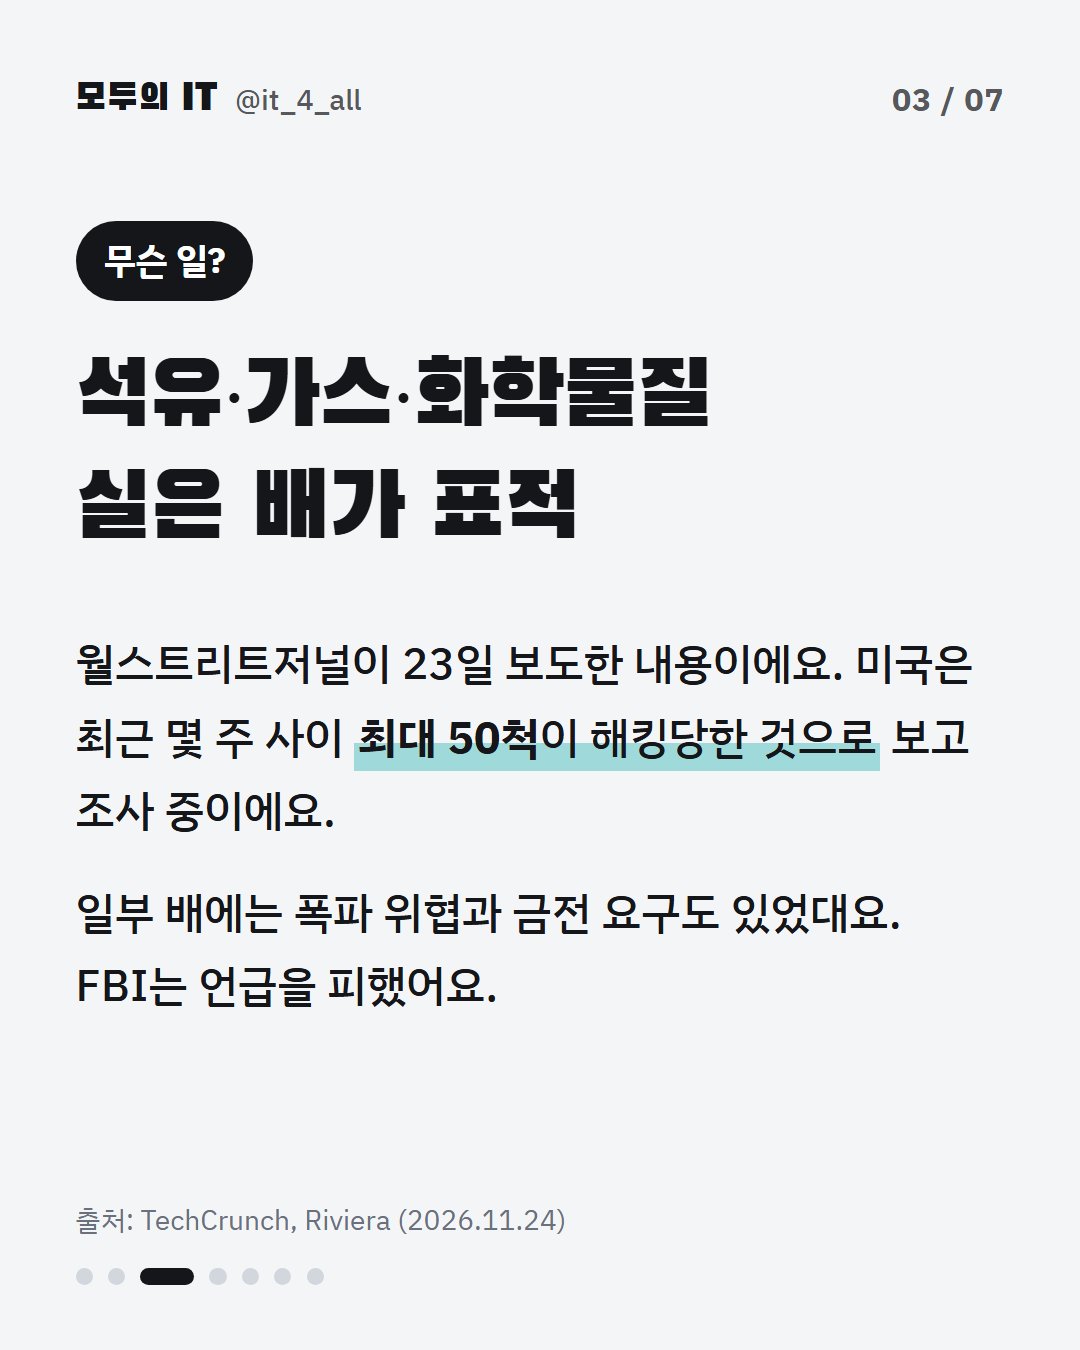 모두의 IT @it_4_all
03 / 07
무슨 일?
석유·가스·화학물질
실은 배가 표적
월스트리트저널이 23일 보도한 내용이에요. 미국은
최근 몇 주 사이 최대 50척이 해킹당한 것으로 보고
조사 중이에요.
일부 배에는 폭파 위협과 금전 요구도 있었대요.
FBI는 언급을 피했어요.
출처: TechCrunch, Riviera (2026.11.24)